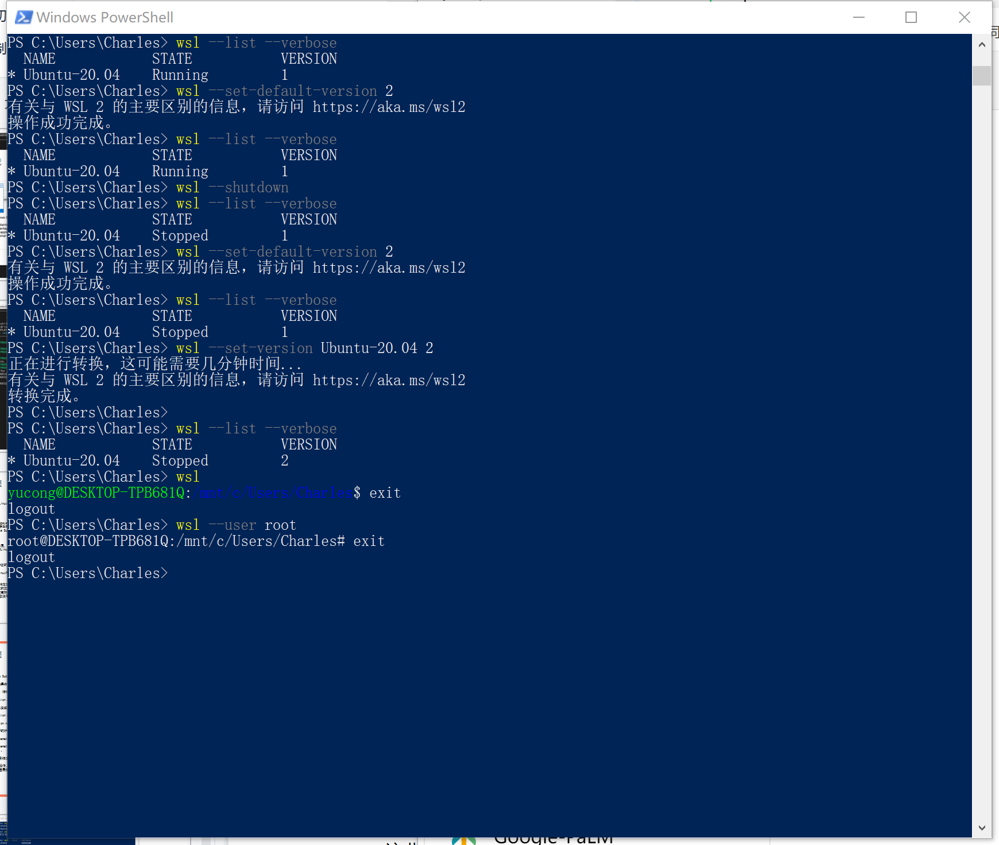 Windows PowerShell
PS C:\Users\Charles> wsl --list --verbose
  NAME            STATE           VERSION
* Ubuntu-20.04    Running         1
PS C:\Users\Charles> wsl --set-default-version 2
有关与 WSL 2 的主要区别的信息，请访问 https://aka.ms/wsl2
操作成功完成。
PS C:\Users\Charles> wsl --list --verbose
  NAME            STATE           VERSION
* Ubuntu-20.04    Running         1
PS C:\Users\Charles> wsl --shutdown
PS C:\Users\Charles> wsl --list --verbose
  NAME            STATE           VERSION
* Ubuntu-20.04    Stopped         1
PS C:\Users\Charles> wsl --set-default-version 2
有关与 WSL 2 的主要区别的信息，请访问 https://aka.ms/wsl2
操作成功完成。
PS C:\Users\Charles> wsl --list --verbose
  NAME            STATE           VERSION
* Ubuntu-20.04    Stopped         1
PS C:\Users\Charles> wsl --set-version Ubuntu-20.04 2
正在进行转换，这可能需要几分钟时间...
有关与 WSL 2 的主要区别的信息，请访问 https://aka.ms/wsl2
转换完成。
PS C:\Users\Charles>
PS C:\Users\Charles> wsl --list --verbose
  NAME            STATE           VERSION
* Ubuntu-20.04    Stopped         2
PS C:\Users\Charles> wsl
yucong@DESKTOP-TPB681Q:/mnt/c/Users/Charles$ exit
logout
PS C:\Users\Charles> wsl --user root
root@DESKTOP-TPB681Q:/mnt/c/Users/Charles# exit
logout
PS C:\Users\Charles>
Google-PaLM